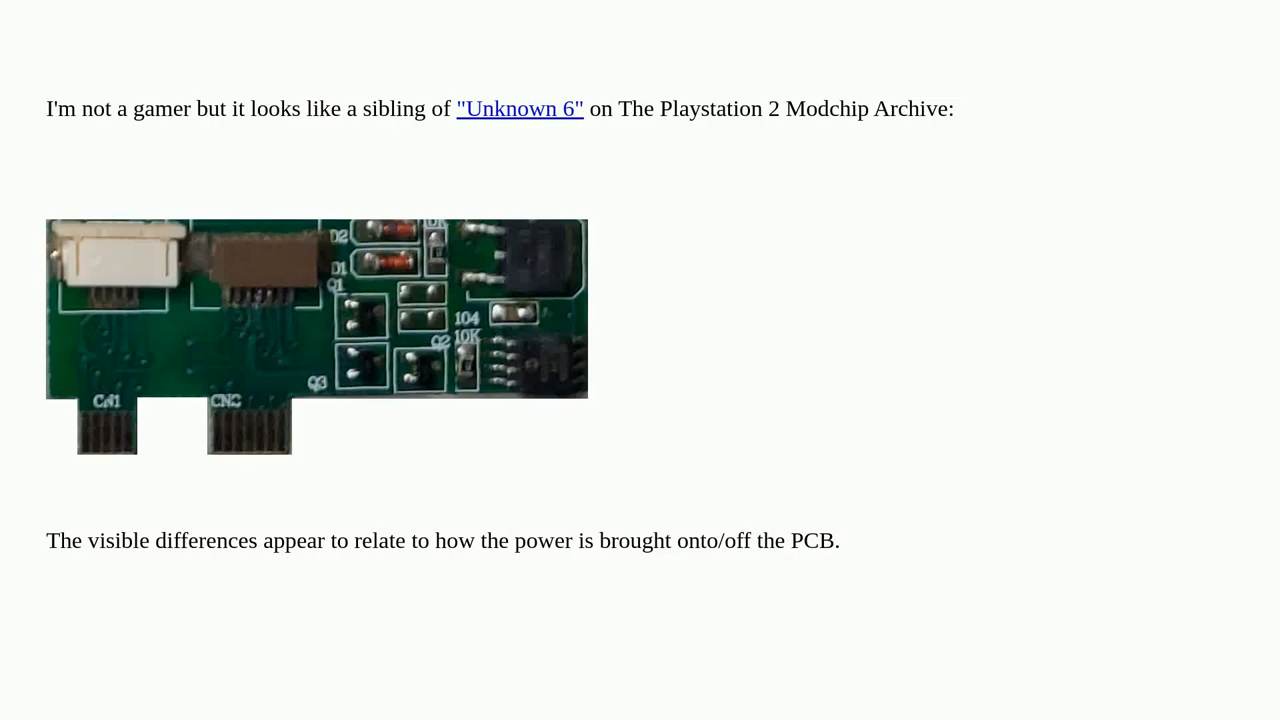 I'm not a gamer but it looks like a sibling of "Unknown 6" on The Playstation 2 Modchip Archive:
10K
D2
D1
Q1
104
Q2 10K
Q3
CN1
CN2
The visible differences appear to relate to how the power is brought onto/off the PCB.